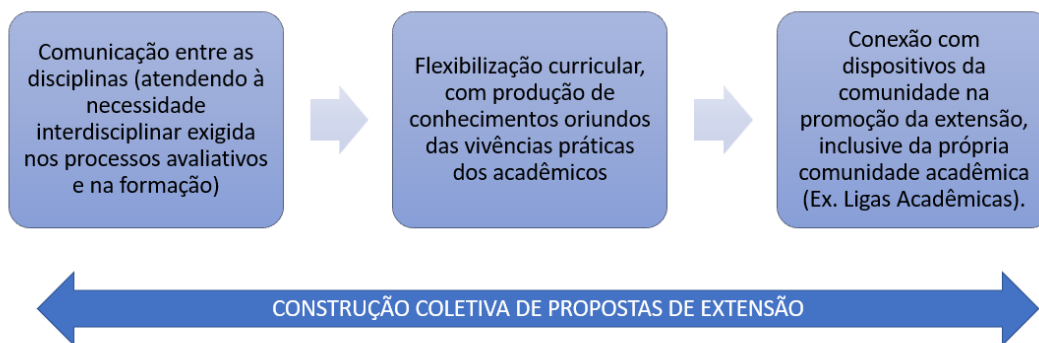 Comunicação entre as
disciplinas (atendendo à
necessidade
interdisciplinar exigida
nos processos avaliativos
e na formação)
Flexibilização curricular,
com produção de
conhecimentos oriundos
das vivências práticas
dos acadêmicos
Conexão com
dispositivos da
comunidade na
promoção da extensão,
inclusive da própria
comunidade acadêmica
(Ex. Ligas Acadêmicas).
CONSTRUÇÃO COLETIVA DE PROPOSTAS DE EXTENSÃO